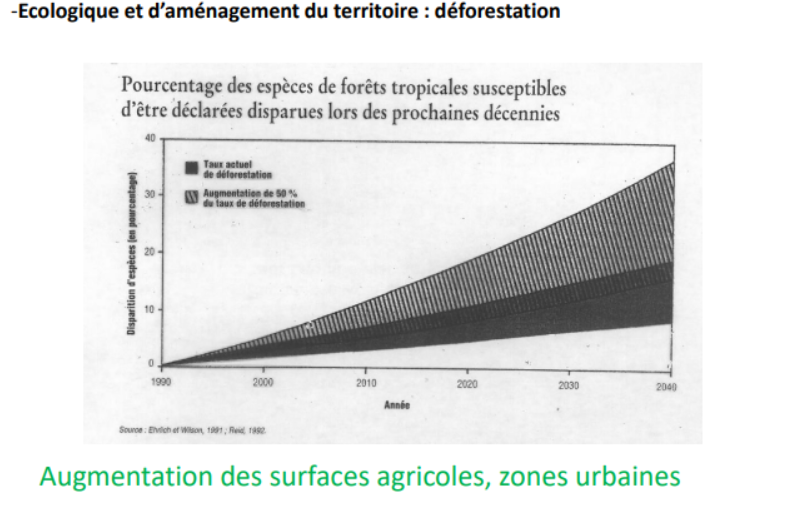 -Ecologique et d’aménagement du territoire : déforestation
Pourcentage des espèces de forêts tropicales susceptibles
d'être déclarées disparues lors des prochaines décennies
40
30
20
10
0
Disparition d'espèces (en pourcentage)
Taux actuel
de déforestation
Augmentation de 50 %
du taux de déforestation
1990
2000
2010
2020
2030
2040
Année
Source : Ehrlich et Wilson, 1991 ; Reid, 1992.
Augmentation des surfaces agricoles, zones urbaines